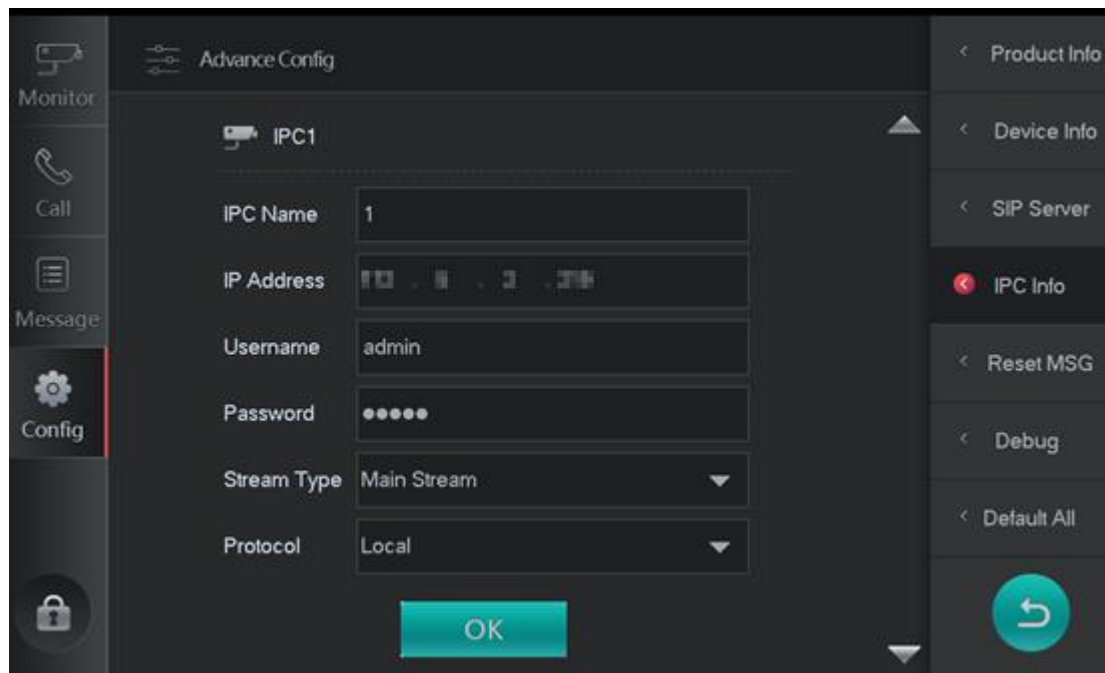 Monitor
Call
Message
Config
Advance Config
IPC1
IPC Name 1
IP Address
Username admin
Password
Stream Type Main Stream
Protocol Local
OK
Product Info
Device Info
SIP Server
IPC Info
Reset MSG
Debug
Default All